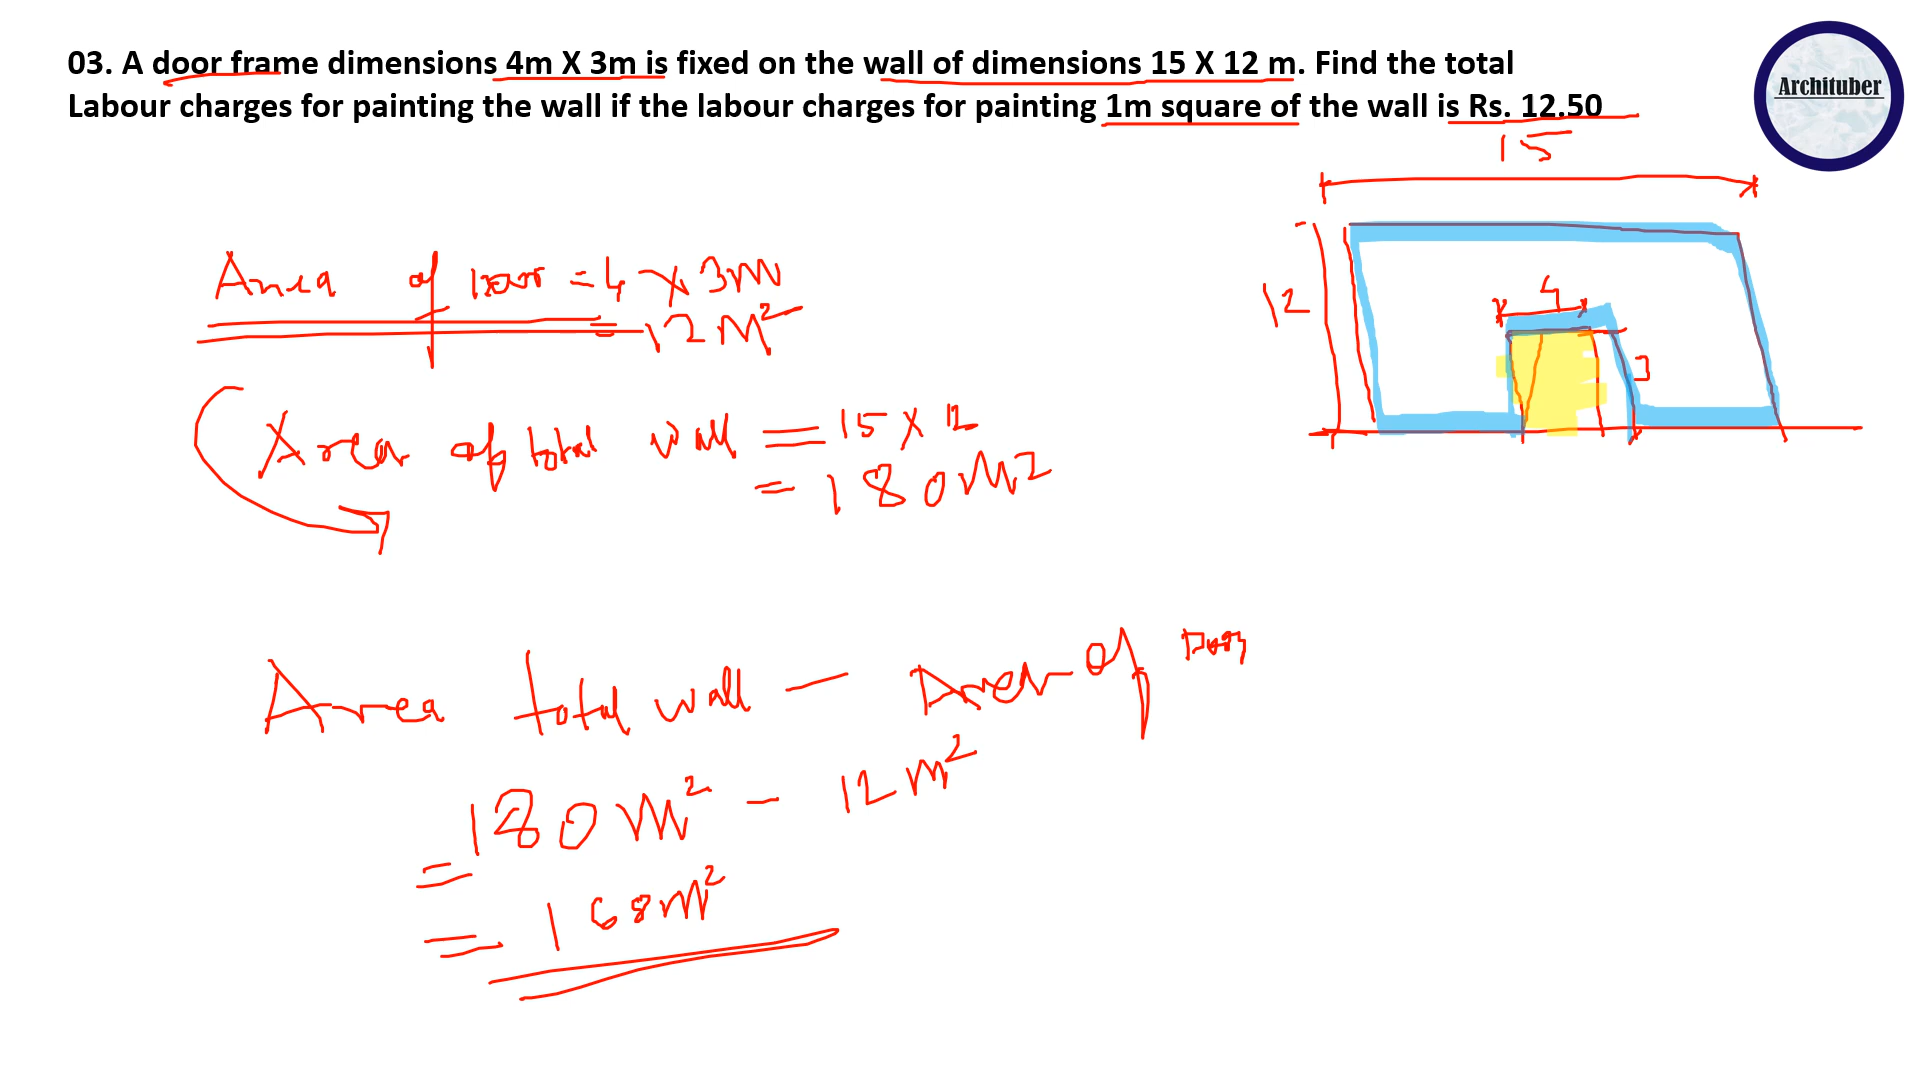 03. A door frame dimensions 4m X 3m is fixed on the wall of dimensions 15 X 12 m. Find the total
Labour charges for painting the wall if the labour charges for painting 1m square of the wall is Rs. 12.50
Archituber
15
12
4
3
Area of Door = 4 x 3m
= 12 m²
Area of total wall = 15 X 12
= 180 m2
Area total wall - Area of Door
= 180 m² - 12 m²
= 168 m²